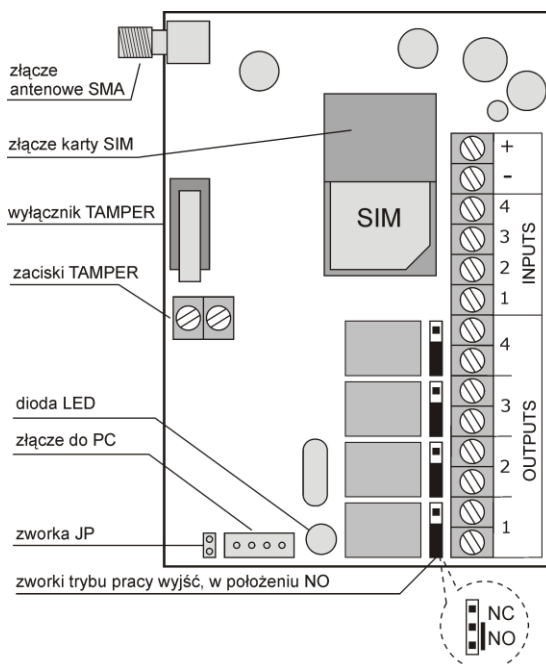 złącze
antenowe SMA
złącze karty SIM
wyłącznik TAMPER
zaciski TAMPER
dioda LED
złącze do PC
zworka JP
zworki trybu pracy wyjść, w położeniu NO
SIM
+
-
4
3
2
1
INPUTS
4
3
2
1
OUTPUTS
NC
NO